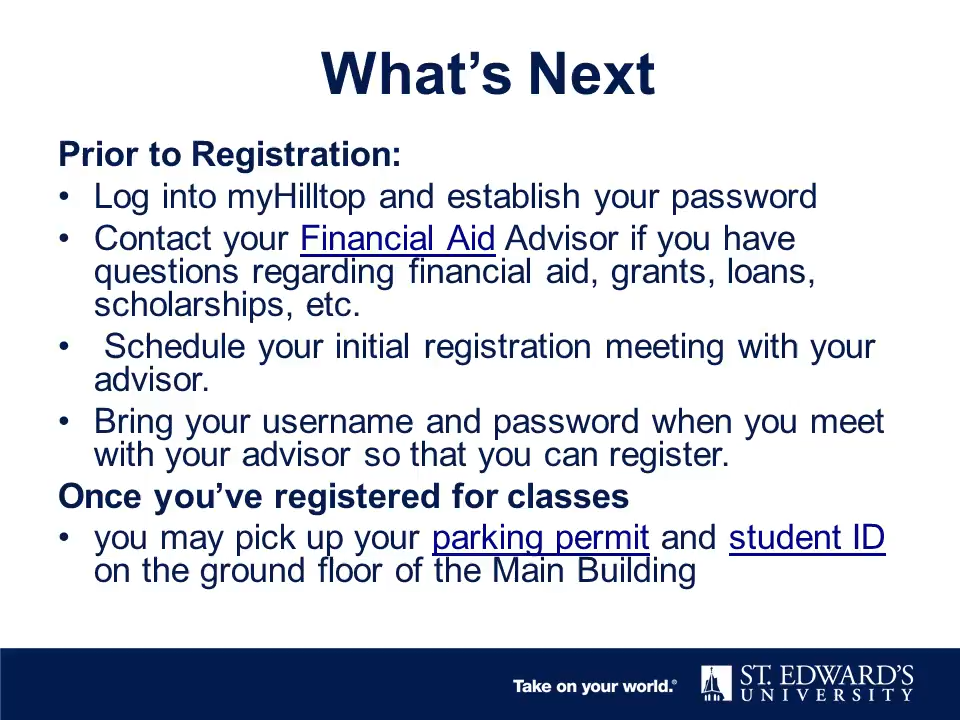 What's Next
Prior to Registration:
• Log into myHilltop and establish your password
• Contact your Financial Aid Advisor if you have
questions regarding financial aid, grants, loans,
scholarships, etc.
• Schedule your initial registration meeting with your
advisor.
• Bring your username and password when you meet
with your advisor so that you can register.
Once you've registered for classes
• you may pick up your parking permit and student ID
on the ground floor of the Main Building
Take on your world.®
ST. EDWARD'S
UNIVERSITY